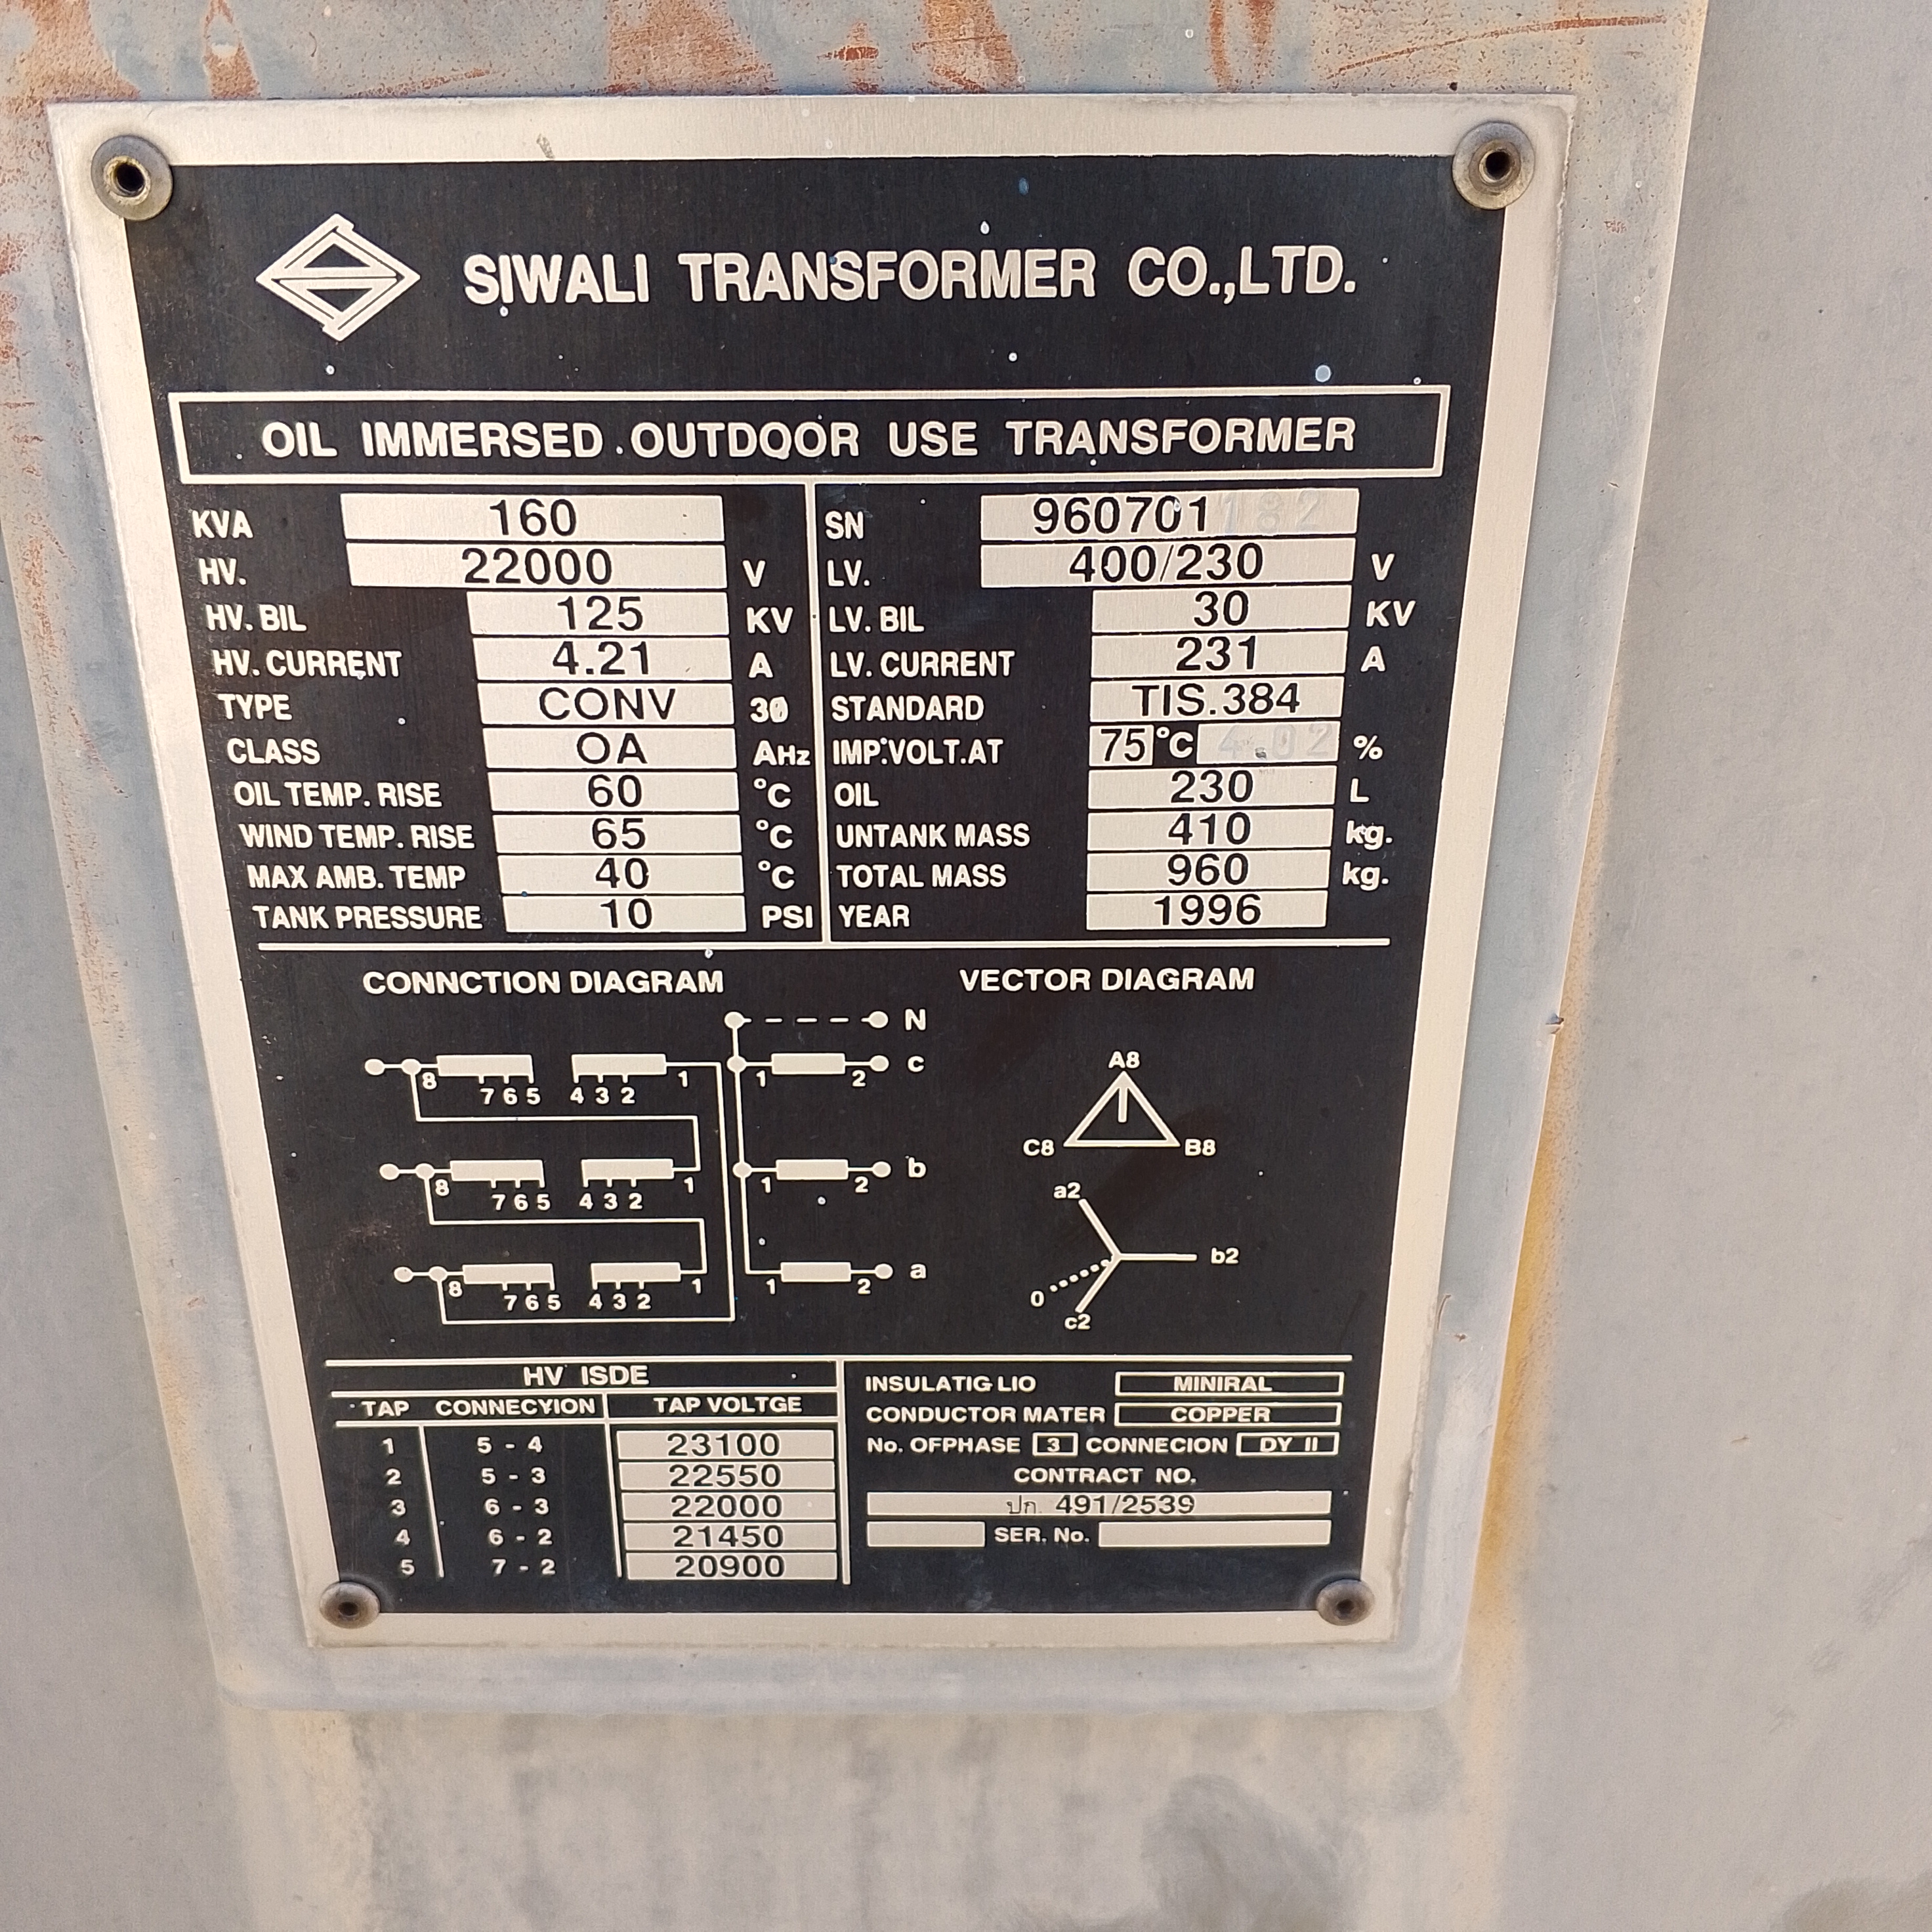 SIWALI TRANSFORMER CO.,LTD.
OIL IMMERSED OUTDOOR USE TRANSFORMER
KVA 160
HV. 22000 V
HV. BIL 125 KV
HV. CURRENT 4.21 A
TYPE CONV 30
CLASS OA AHz
OIL TEMP. RISE 60 °C
WIND TEMP. RISE 65 °C
MAX AMB. TEMP 40 °C
TANK PRESSURE 10 PSI
SN 960701182
LV. 400/230 V
LV. BIL 30 KV
LV. CURRENT 231 A
STANDARD TIS.384
IMP.VOLT.AT 75 °C 4.02 %
OIL 230 L
UNTANK MASS 410 kg.
TOTAL MASS 960 kg.
YEAR 1996
CONNCTION DIAGRAM
N
8 7 6 5 4 3 2 1 1 2 c
8 7 6 5 4 3 2 1 1 2 b
8 7 6 5 4 3 2 1 1 2 a
VECTOR DIAGRAM
A8
C8 B8
a2
b2
0
c2
HV ISDE
TAP CONNECYION TAP VOLTGE
1 5 - 4 23100
2 5 - 3 22550
3 6 - 3 22000
4 6 - 2 21450
5 7 - 2 20900
INSULATIG LIO MINIRAL
CONDUCTOR MATER COPPER
No. OFPHASE 3 CONNECION DY II
CONTRACT NO.
ปก. 491/2539
SER. No.